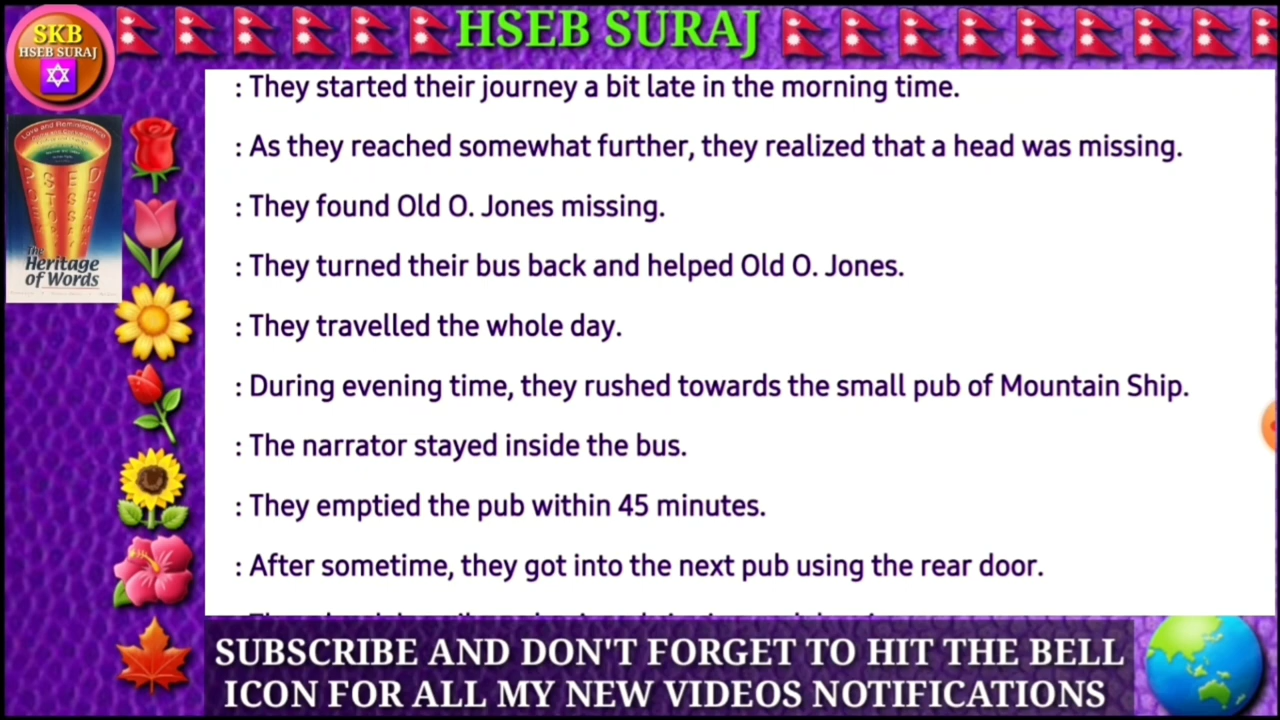 HSEB SURAJ
SKB
HSEB SURAJ
The
Heritage
of Words
: They started their journey a bit late in the morning time.
: As they reached somewhat further, they realized that a head was missing.
: They found Old O. Jones missing.
: They turned their bus back and helped Old O. Jones.
: They travelled the whole day.
: During evening time, they rushed towards the small pub of Mountain Ship.
: The narrator stayed inside the bus.
: They emptied the pub within 45 minutes.
: After sometime, they got into the next pub using the rear door.
SUBSCRIBE AND DON'T FORGET TO HIT THE BELL
ICON FOR ALL MY NEW VIDEOS NOTIFICATIONS